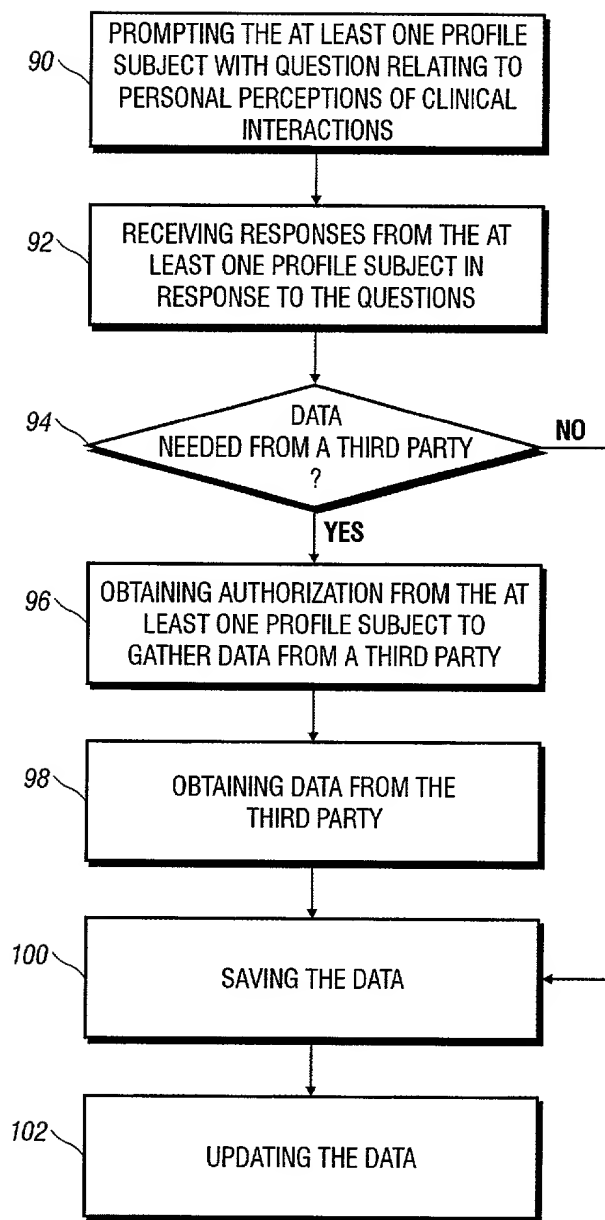 90
PROMPTING THE AT LEAST ONE PROFILE
SUBJECT WITH QUESTION RELATING TO
PERSONAL PERCEPTIONS OF CLINICAL
INTERACTIONS
92
RECEIVING RESPONSES FROM THE AT
LEAST ONE PROFILE SUBJECT IN
RESPONSE TO THE QUESTIONS
94
DATA
NEEDED FROM A THIRD PARTY
?
NO
YES
96
OBTAINING AUTHORIZATION FROM THE AT
LEAST ONE PROFILE SUBJECT TO
GATHER DATA FROM A THIRD PARTY
98
OBTAINING DATA FROM THE
THIRD PARTY
100
SAVING THE DATA
102
UPDATING THE DATA